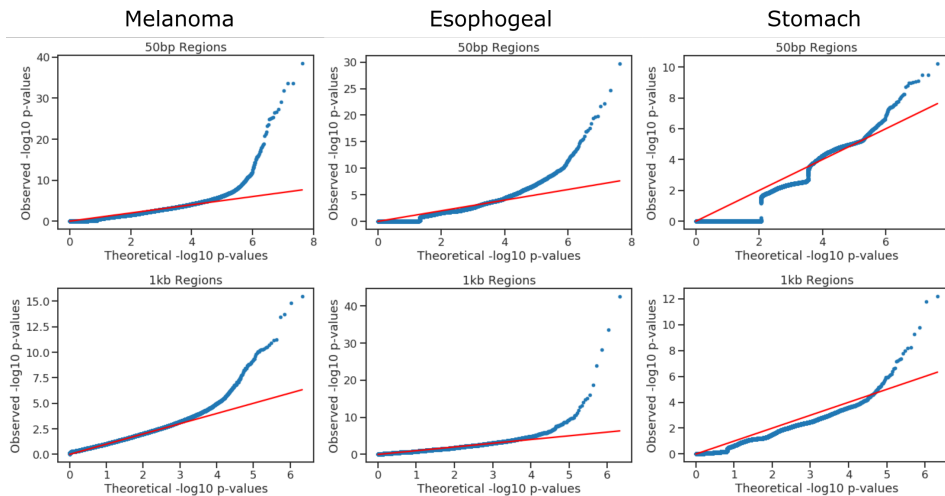 Melanoma
Esophogeal
Stomach
50bp Regions
50bp Regions
50bp Regions
Observed -log10 p-values
40
30
20
10
0
0 2 4 6 8
Theoretical -log10 p-values
Observed -log10 p-values
30
25
20
15
10
5
0
0 2 4 6 8
Theoretical -log10 p-values
Observed -log10 p-values
10
8
6
4
2
0
0 2 4 6
Theoretical -log10 p-values
1kb Regions
1kb Regions
1kb Regions
Observed -log10 p-values
15.0
12.5
10.0
7.5
5.0
2.5
0.0
0 1 2 3 4 5 6
Theoretical -log10 p-values
Observed -log10 p-values
40
30
20
10
0
0 1 2 3 4 5 6
Theoretical -log10 p-values
Observed -log10 p-values
12
10
8
6
4
2
0
0 1 2 3 4 5 6
Theoretical -log10 p-values